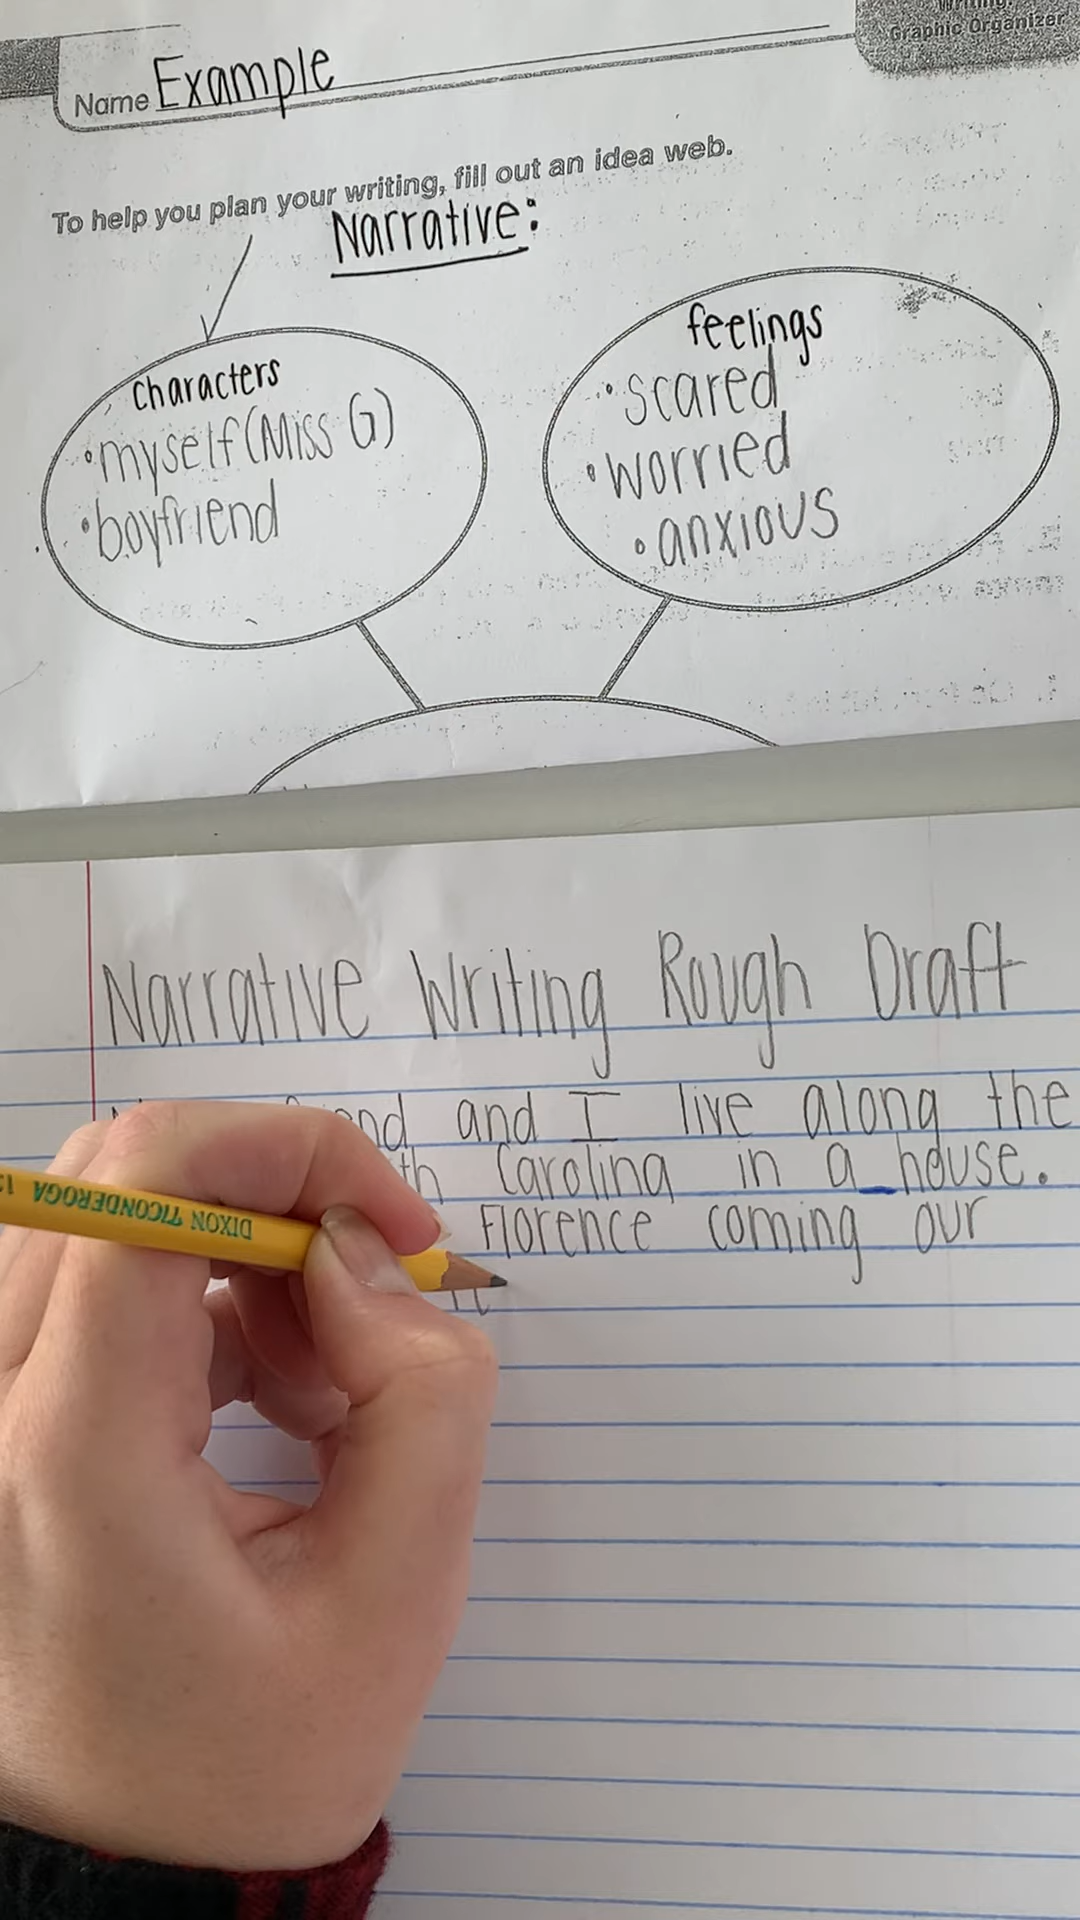 Writing:
Graphic Organizer
Name Example
To help you plan your writing, fill out an idea web.
Narrative:
Characters
• myself (Miss G)
• boyfriend
feelings
• scared
• worried
• anxious
Narrative Writing Rough Draft
and I live along the
Carolina in a house.
Florence coming our
DIXON TICONDEROGA